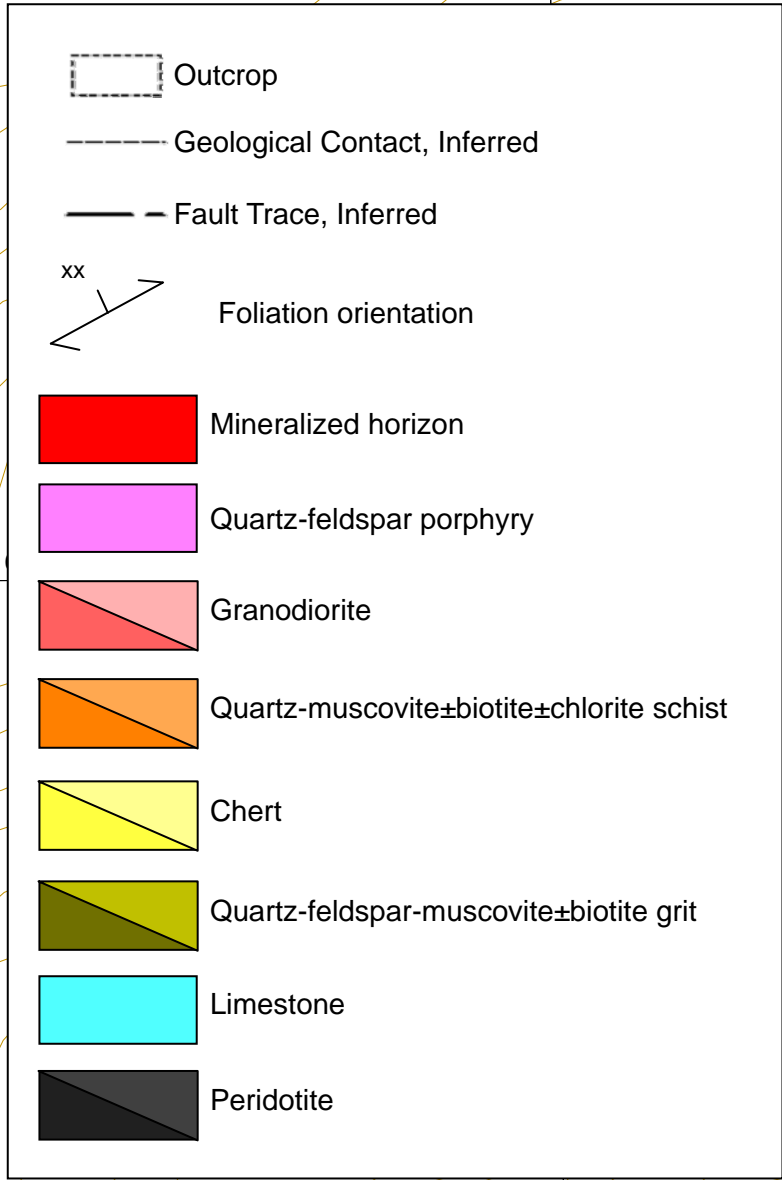 Outcrop
Geological Contact, Inferred
Fault Trace, Inferred
xx
Foliation orientation
Mineralized horizon
Quartz-feldspar porphyry
Granodiorite
Quartz-muscovite±biotite±chlorite schist
Chert
Quartz-feldspar-muscovite±biotite grit
Limestone
Peridotite